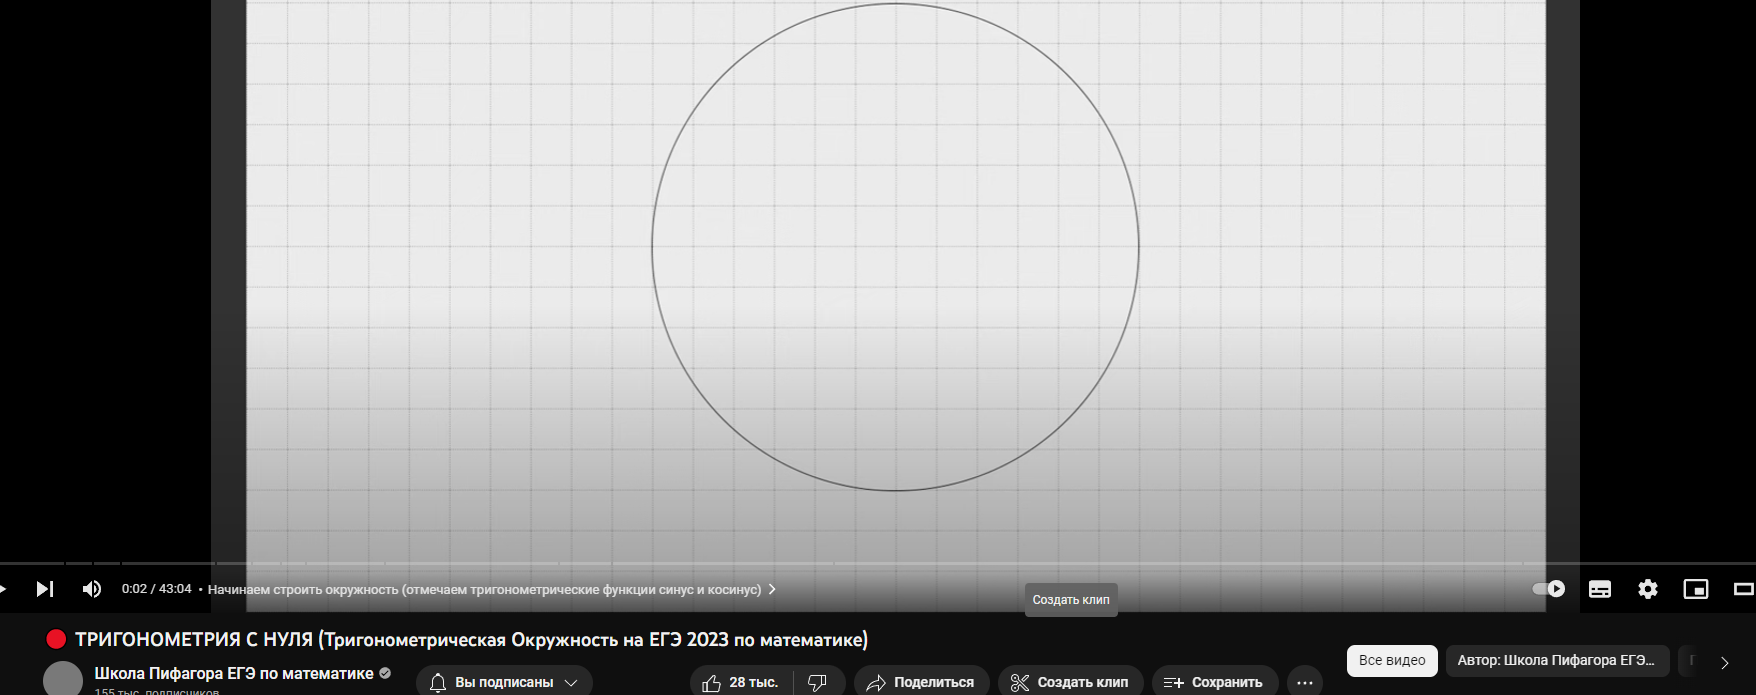 0:02 / 43:04 • Начинаем строить окружность (отмечаем тригонометрические функции синус и косинус)
Создать клип
ТРИГОНОМЕТРИЯ С НУЛЯ (Тригонометрическая Окружность на ЕГЭ 2023 по математике)
Все видео
Автор: Школа Пифагора ЕГЭ...
Школа Пифагора ЕГЭ по математике
155 тыс. подписчиков
Вы подписаны
28 тыс.
Поделиться
Создать клип
Сохранить